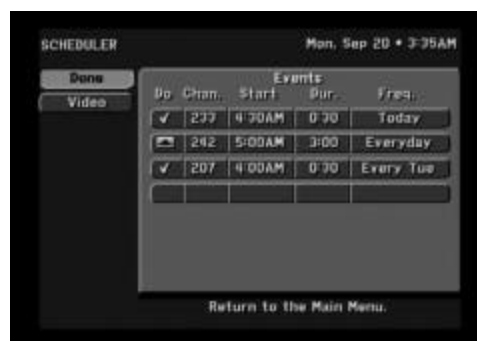 SCHEDULER Mon, Sep 20 • 3:35AM
Done
Video
Events
Do Chan. Start Dur. Freq.
✓ 233 4:30AM 0:30 Today
242 5:00AM 3:00 Everyday
✓ 207 4:00AM 0:30 Every Tue
Return to the Main Menu.